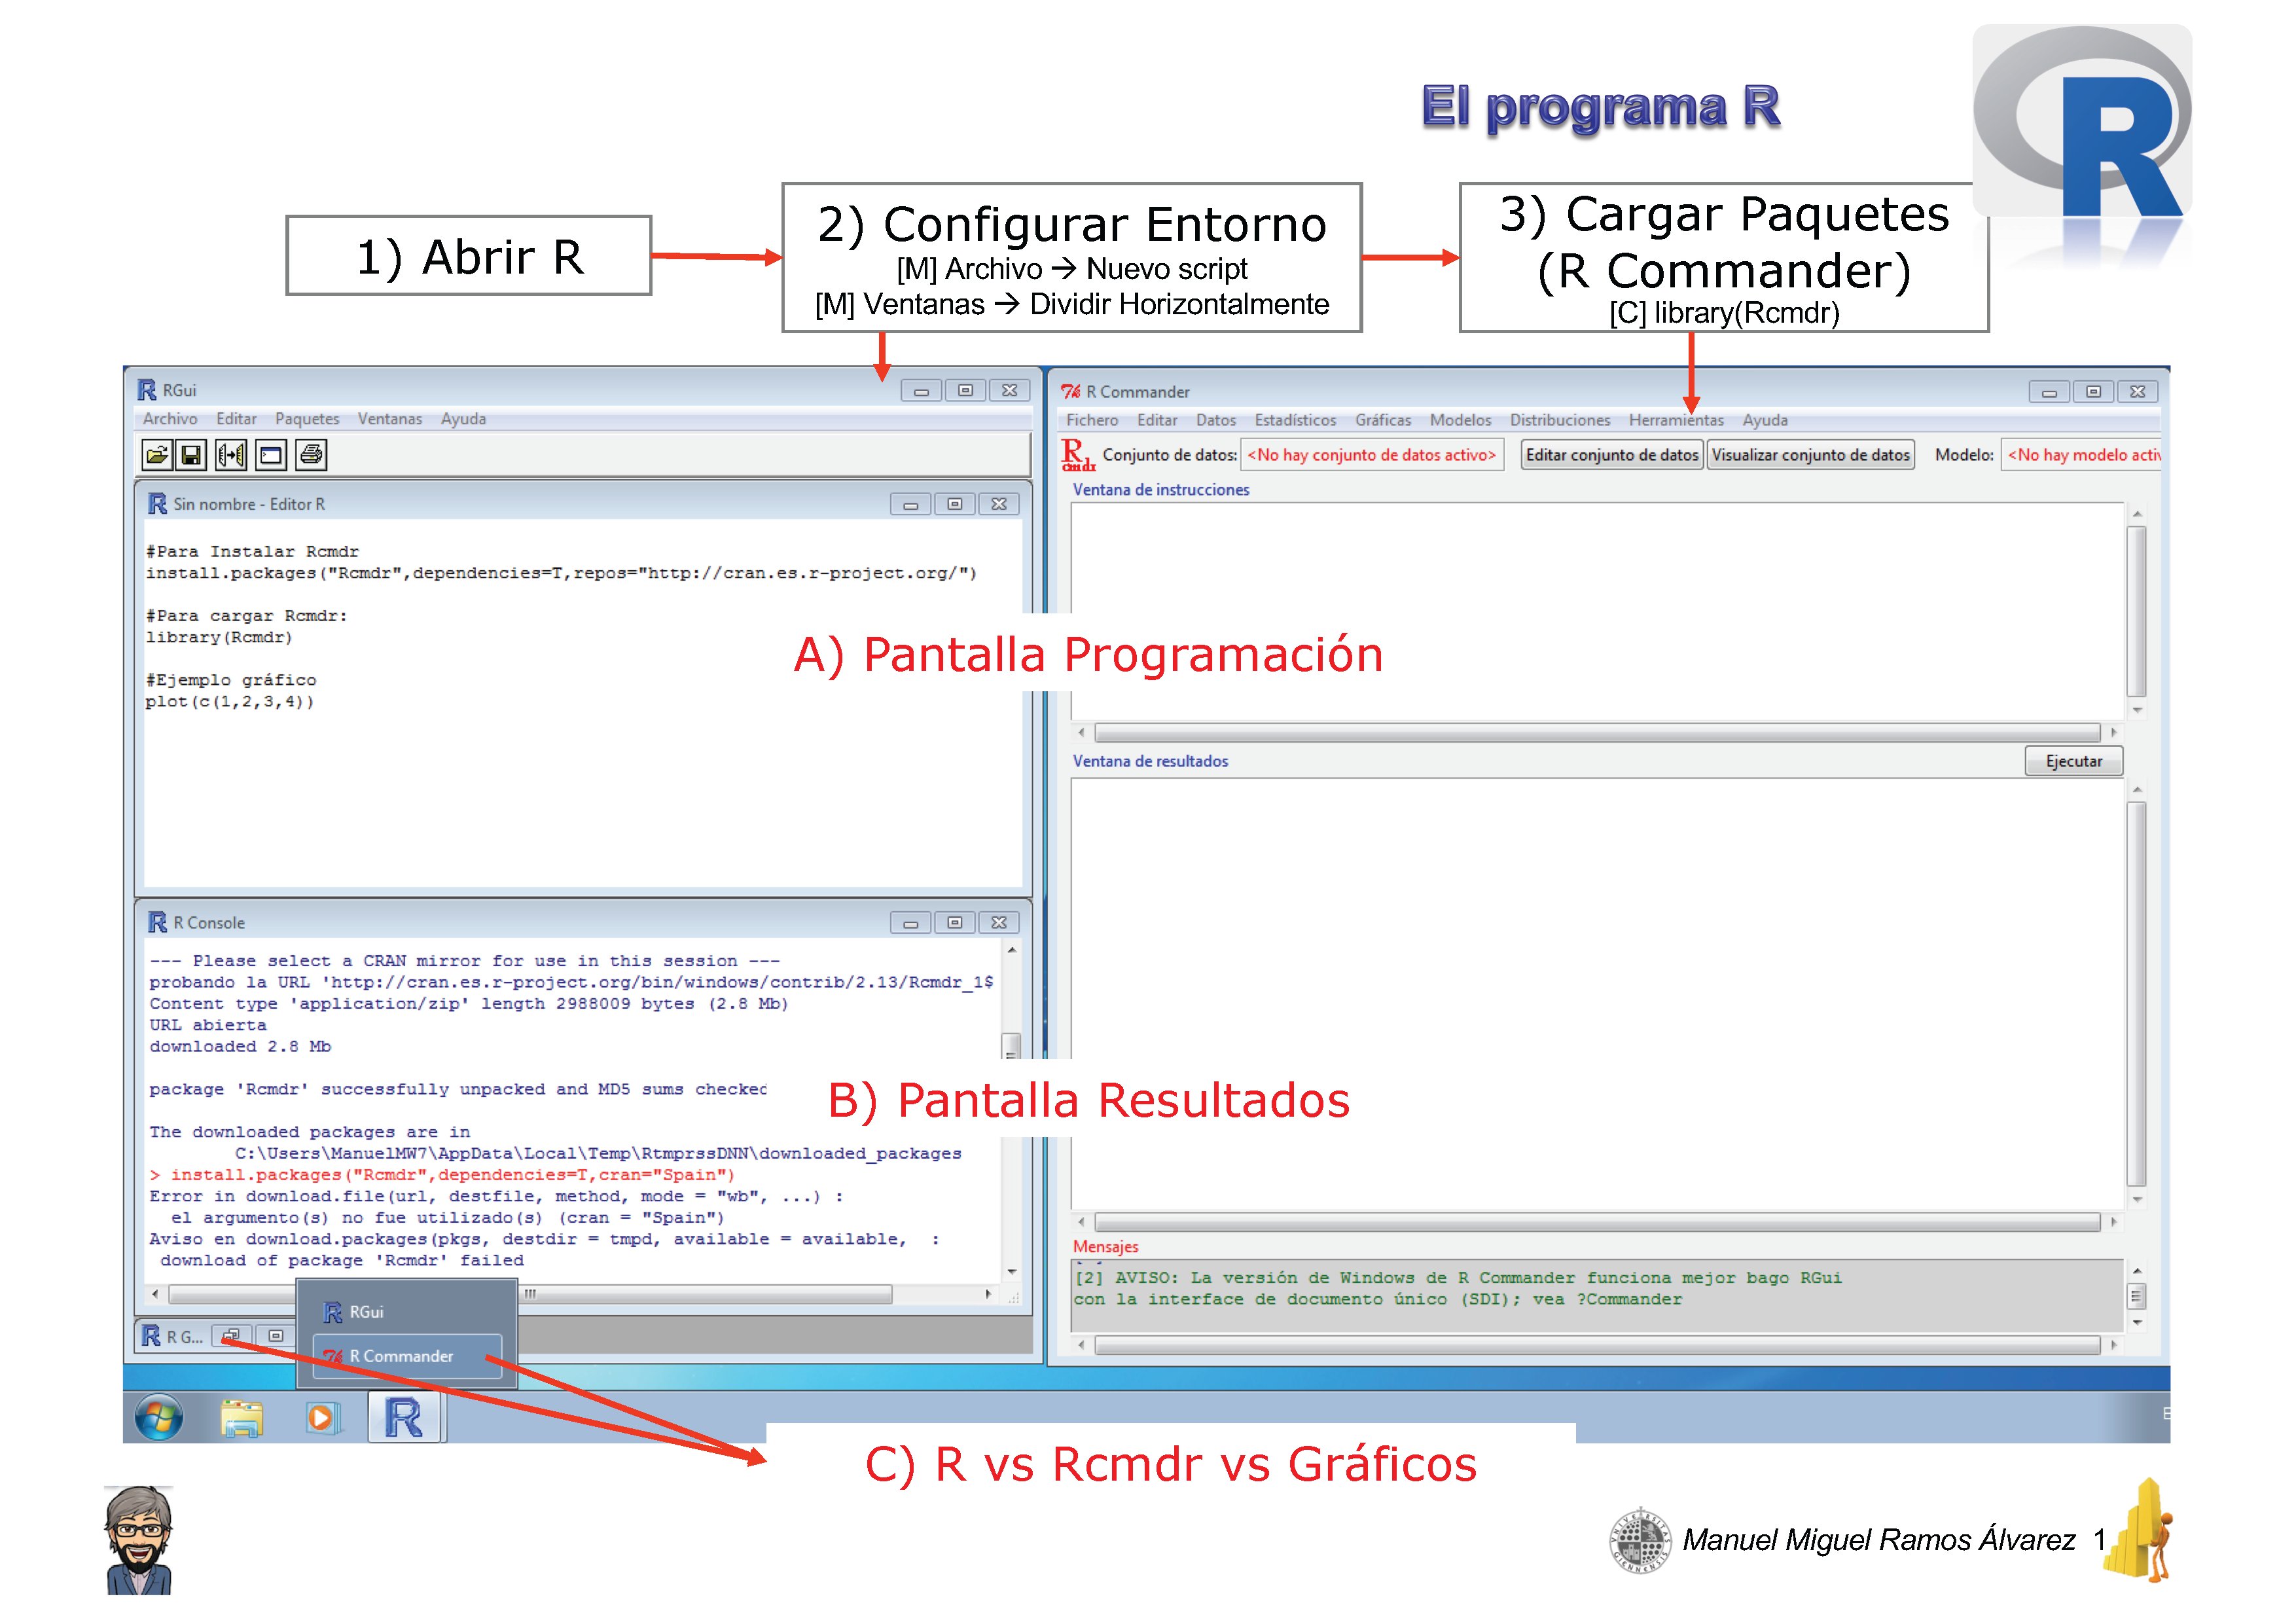 El programa R
1) Abrir R
2) Configurar Entorno
[M] Archivo → Nuevo script
[M] Ventanas → Dividir Horizontalmente
3) Cargar Paquetes
(R Commander)
[C] library(Rcmdr)
RGui
Archivo Editar Paquetes Ventanas Ayuda
Sin nombre - Editor R
#Para Instalar Rcmdr
install.packages("Rcmdr",dependencies=T,repos="http://cran.es.r-project.org/")
#Para cargar Rcmdr:
library(Rcmdr)
#Ejemplo gráfico
plot(c(1,2,3,4))
R Console
--- Please select a CRAN mirror for use in this session ---
probando la URL 'http://cran.es.r-project.org/bin/windows/contrib/2.13/Rcmdr_1$
Content type 'application/zip' length 2988009 bytes (2.8 Mb)
URL abierta
downloaded 2.8 Mb
package 'Rcmdr' successfully unpacked and MD5 sums checked
The downloaded packages are in
C:\Users\ManuelMW7\AppData\Local\Temp\RtmprssDNN\downloaded_packages
> install.packages("Rcmdr",dependencies=T,cran="Spain")
Error in download.file(url, destfile, method, mode = "wb", ...) :
el argumento(s) no fue utilizado(s) (cran = "Spain")
Aviso en download.packages(pkgs, destdir = tmpd, available = available, :
download of package 'Rcmdr' failed
R G...
RGui
R Commander
R Commander
Fichero Editar Datos Estadísticos Gráficas Modelos Distribuciones Herramientas Ayuda
R cmdr Conjunto de datos: <No hay conjunto de datos activo> Editar conjunto de datos Visualizar conjunto de datos Modelo: <No hay modelo activ
Ventana de instrucciones
A) Pantalla Programación
Ventana de resultados
Ejecutar
B) Pantalla Resultados
Mensajes
[2] AVISO: La versión de Windows de R Commander funciona mejor bago RGui
con la interface de documento único (SDI); vea ?Commander
C) R vs Rcmdr vs Gráficos
Manuel Miguel Ramos Álvarez 1